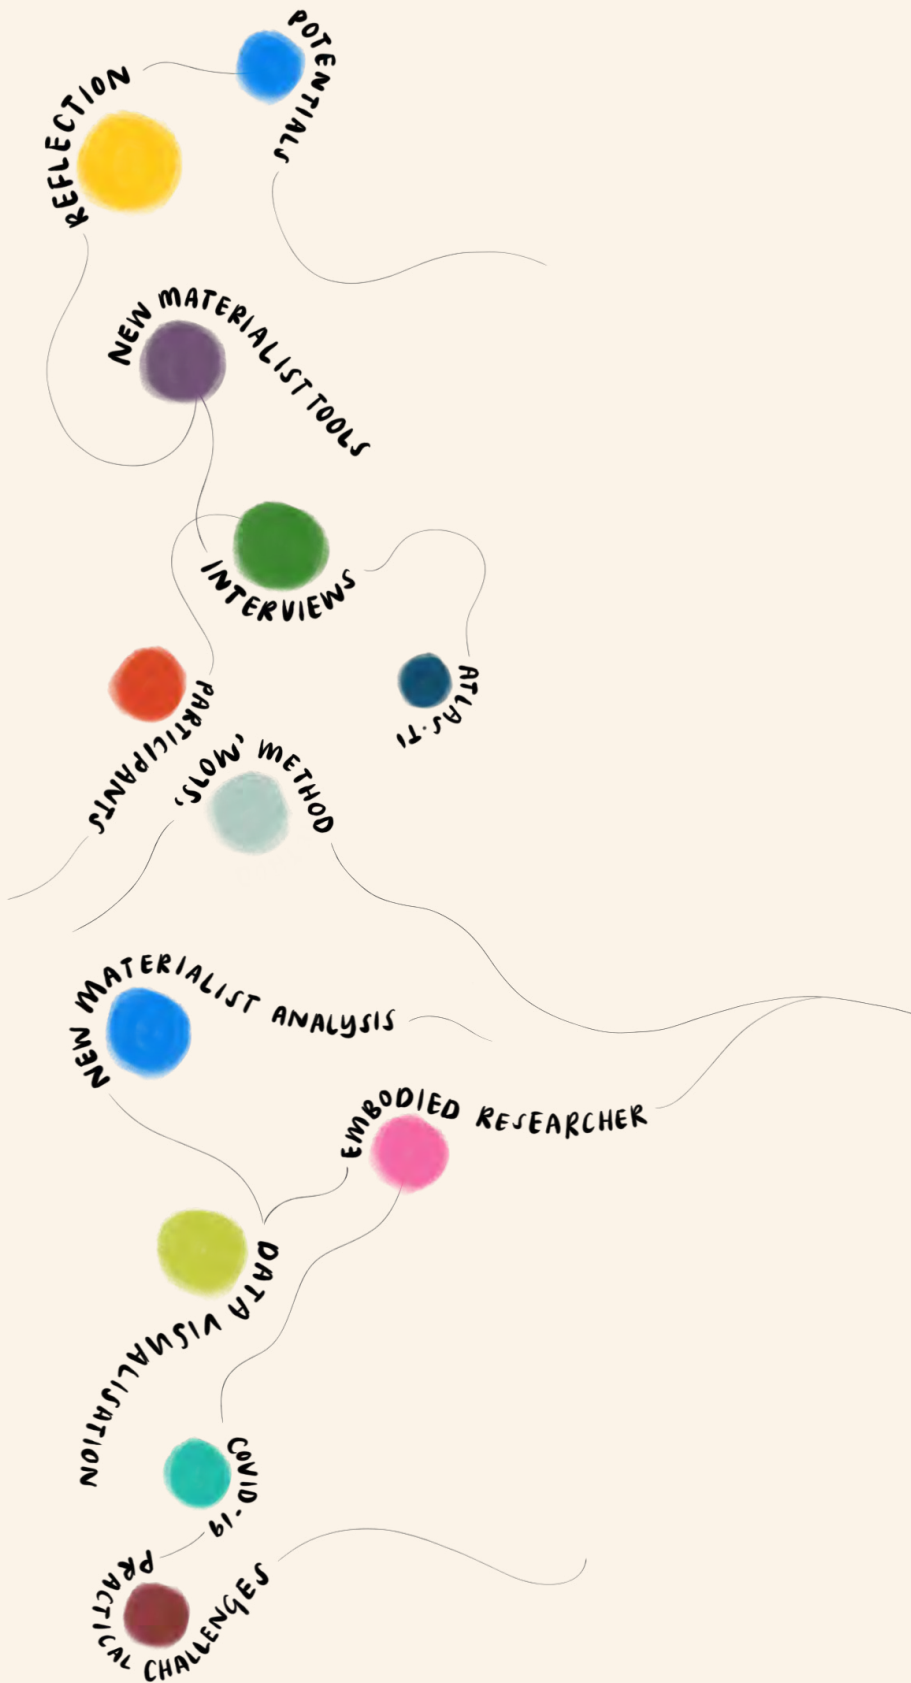 POTENTIALS
REFLECTION
NEW MATERIALIST TOOLS
INTERVIEWS
PARTICIPANTS
ATLAS·TI
'SLOW' METHOD
NEW MATERIALIST ANALYSIS
EMBODIED RESEARCHER
DATA VISUALISATION
COVID-19
PRACTICAL CHALLENGES